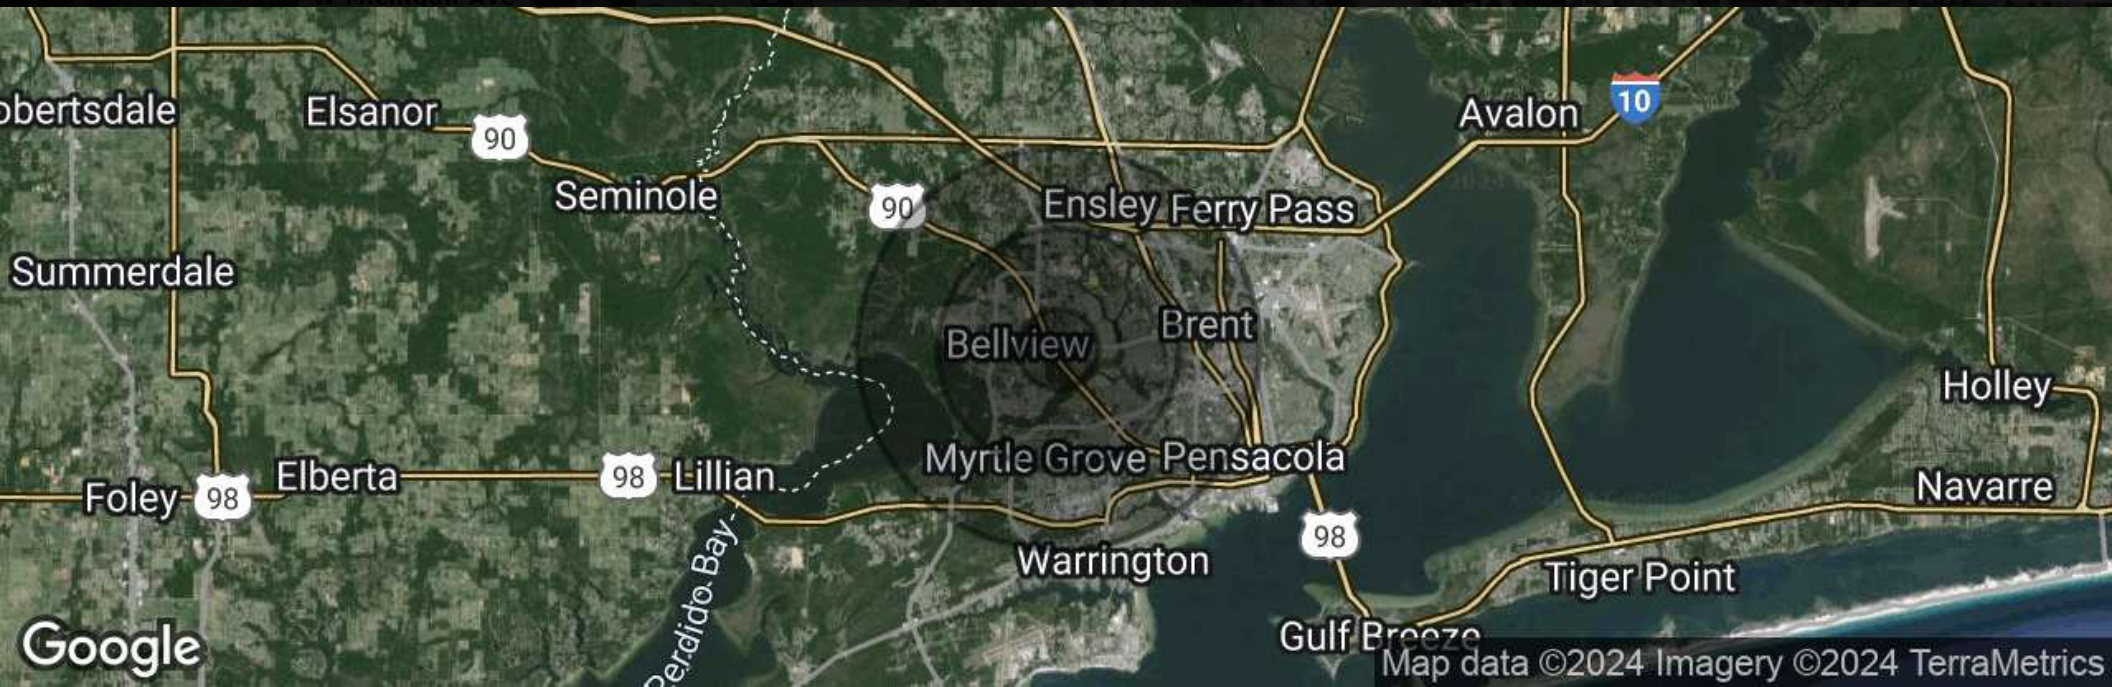 obertsdale
Elsanor
90
Seminole
90
Ensley
Ferry Pass
Avalon
10
Summerdale
Bellview
Brent
Holley
Foley
98
Elberta
98
Lillian
Myrtle Grove
Pensacola
Navarre
98
Warrington
Tiger Point
Perdido Bay
Gulf Breeze
Google
Map data ©2024 Imagery ©2024 TerraMetrics